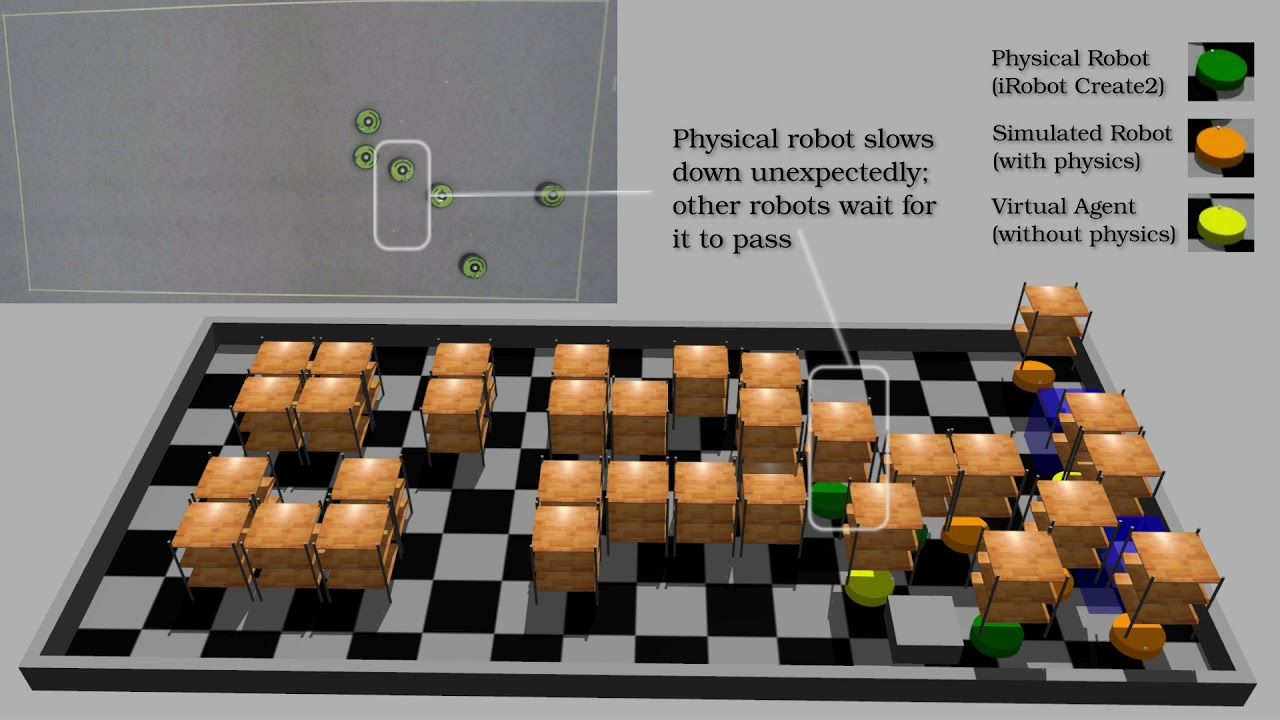 Physical robot slows
down unexpectedly;
other robots wait for
it to pass
Physical Robot
(iRobot Create2)
Simulated Robot
(with physics)
Virtual Agent
(without physics)